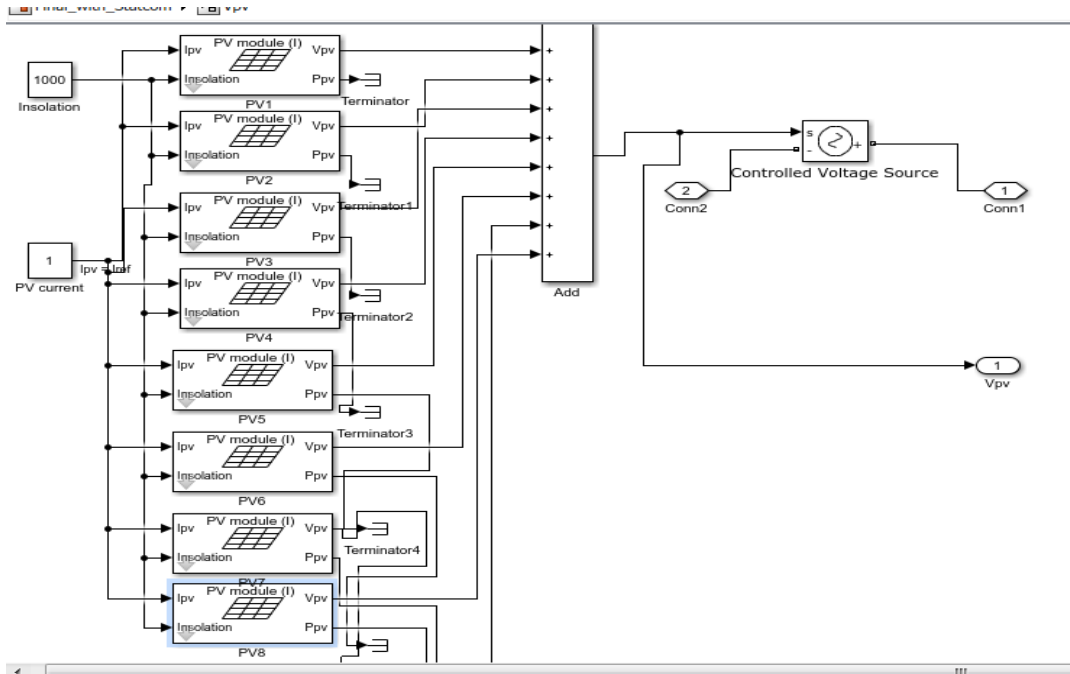 Final_with_Statcom Vpv
1000
Insolation
1
PV current
Ipv = Iref
Ipv PV module (I) Vpv
Insolation Ppv
PV1
Terminator
Ipv PV module (I) Vpv
Insolation Ppv
PV2
Terminator1
Ipv PV module (I) Vpv
Insolation Ppv
PV3
Ipv PV module (I) Vpv
Insolation Ppv
PV4
Terminator2
Ipv PV module (I) Vpv
Insolation Ppv
PV5
Terminator3
Ipv PV module (I) Vpv
Insolation Ppv
PV6
Ipv PV module (I) Vpv
Insolation Ppv
PV7
Terminator4
Ipv PV module (I) Vpv
Insolation Ppv
PV8
+
+
+
+
+
+
+
+
Add
s
- +
Controlled Voltage Source
2
Conn2
1
Conn1
1
Vpv